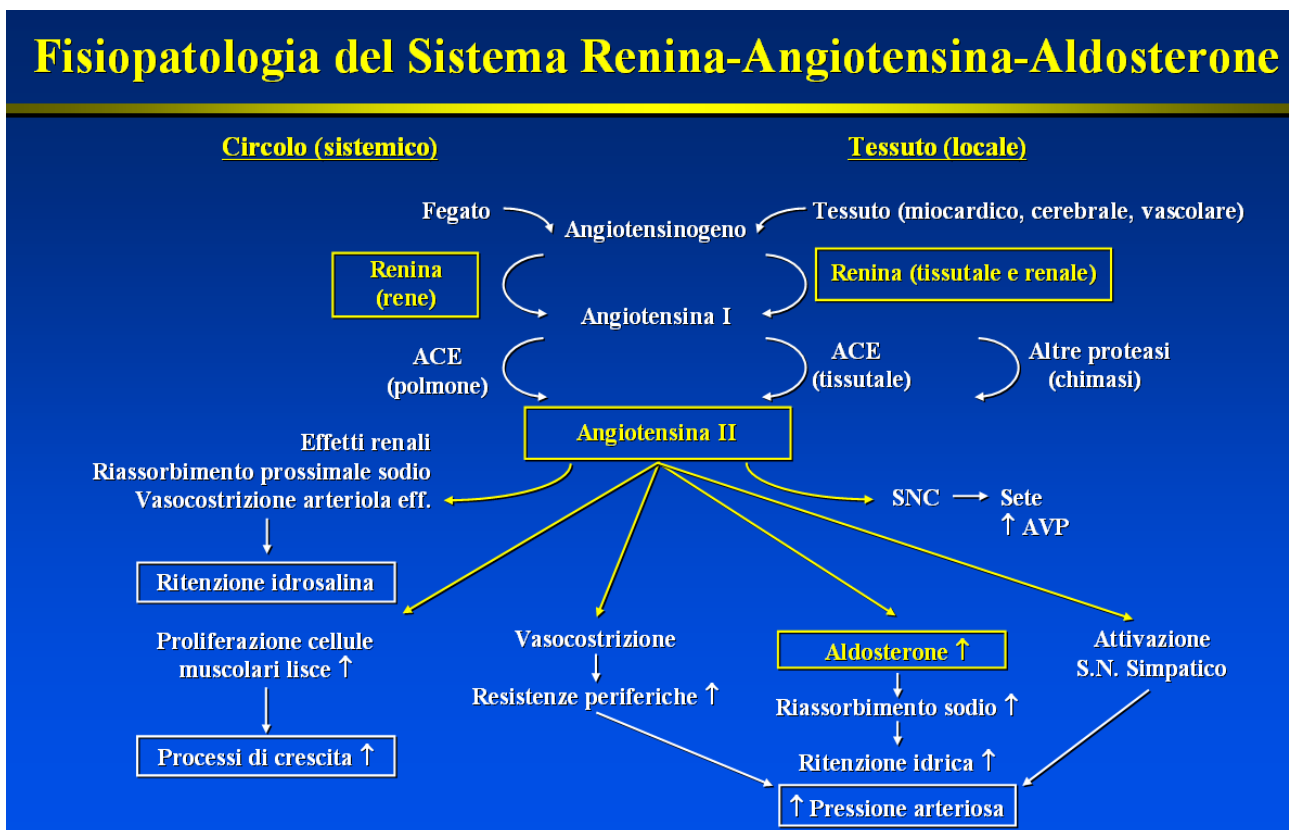 Fisiopatologia del Sistema Renina-Angiotensina-Aldosterone
Circolo (sistemico)
Tessuto (locale)
Fegato
Angiotensinogeno
Tessuto (miocardico, cerebrale, vascolare)
Renina
(rene)
Renina (tissutale e renale)
Angiotensina I
ACE
(polmone)
ACE
(tissutale)
Altre proteasi
(chimasi)
Angiotensina II
Effetti renali
Riassorbimento prossimale sodio
Vasocostrizione arteriola eff.
SNC → Sete
↑ AVP
Ritenzione idrosalina
Proliferazione cellule
muscolari lisce ↑
Vasocostrizione
Aldosterone ↑
Attivazione
S.N. Simpatico
Resistenze periferiche ↑
Riassorbimento sodio ↑
Processi di crescita ↑
Ritenzione idrica ↑
↑ Pressione arteriosa